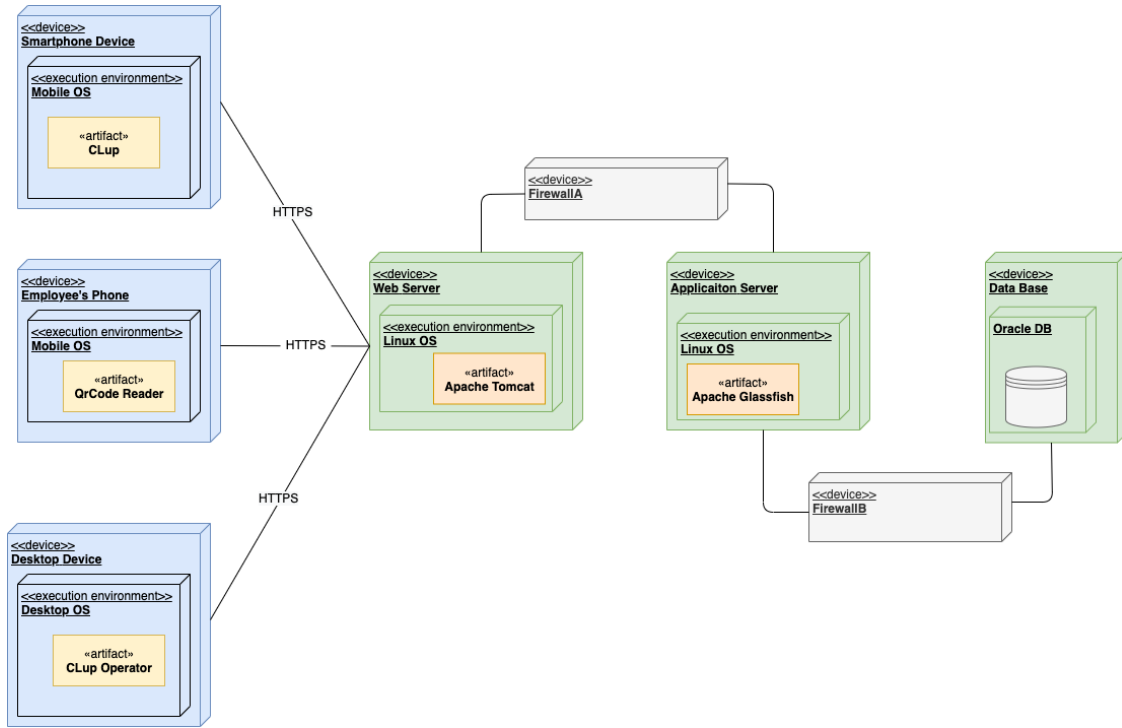 <<device>>
Smartphone Device
<<execution environment>>
Mobile OS
«artifact»
CLup
HTTPS
<<device>>
Employee's Phone
<<execution environment>>
Mobile OS
«artifact»
QrCode Reader
HTTPS
<<device>>
Desktop Device
<<execution environment>>
Desktop OS
«artifact»
CLup Operator
HTTPS
<<device>>
Web Server
<<execution environment>>
Linux OS
«artifact»
Apache Tomcat
<<device>>
FirewallA
<<device>>
Applicaiton Server
<<execution environment>>
Linux OS
«artifact»
Apache Glassfish
<<device>>
FirewallB
<<device>>
Data Base
Oracle DB